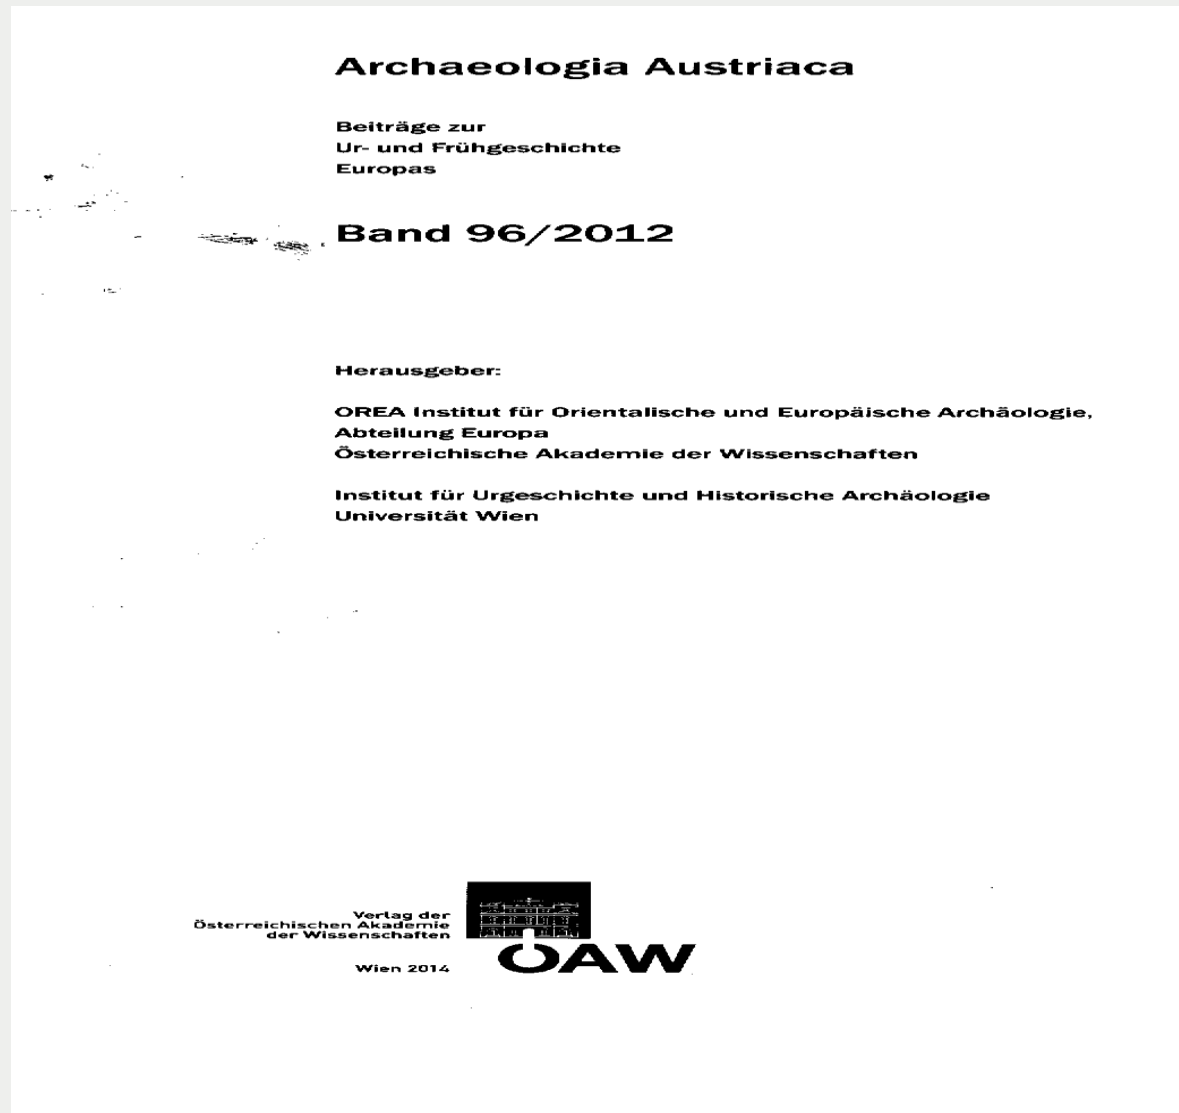 Archaeologia Austriaca
Beiträge zur
Ur- und Frühgeschichte
Europas
Band 96/2012
Herausgeber:
OREA Institut für Orientalische und Europäische Archäologie,
Abteilung Europa
Österreichische Akademie der Wissenschaften
Institut für Urgeschichte und Historische Archäologie
Universität Wien
Verlag der
Österreichischen Akademie
der Wissenschaften
Wien 2014
ÖAW